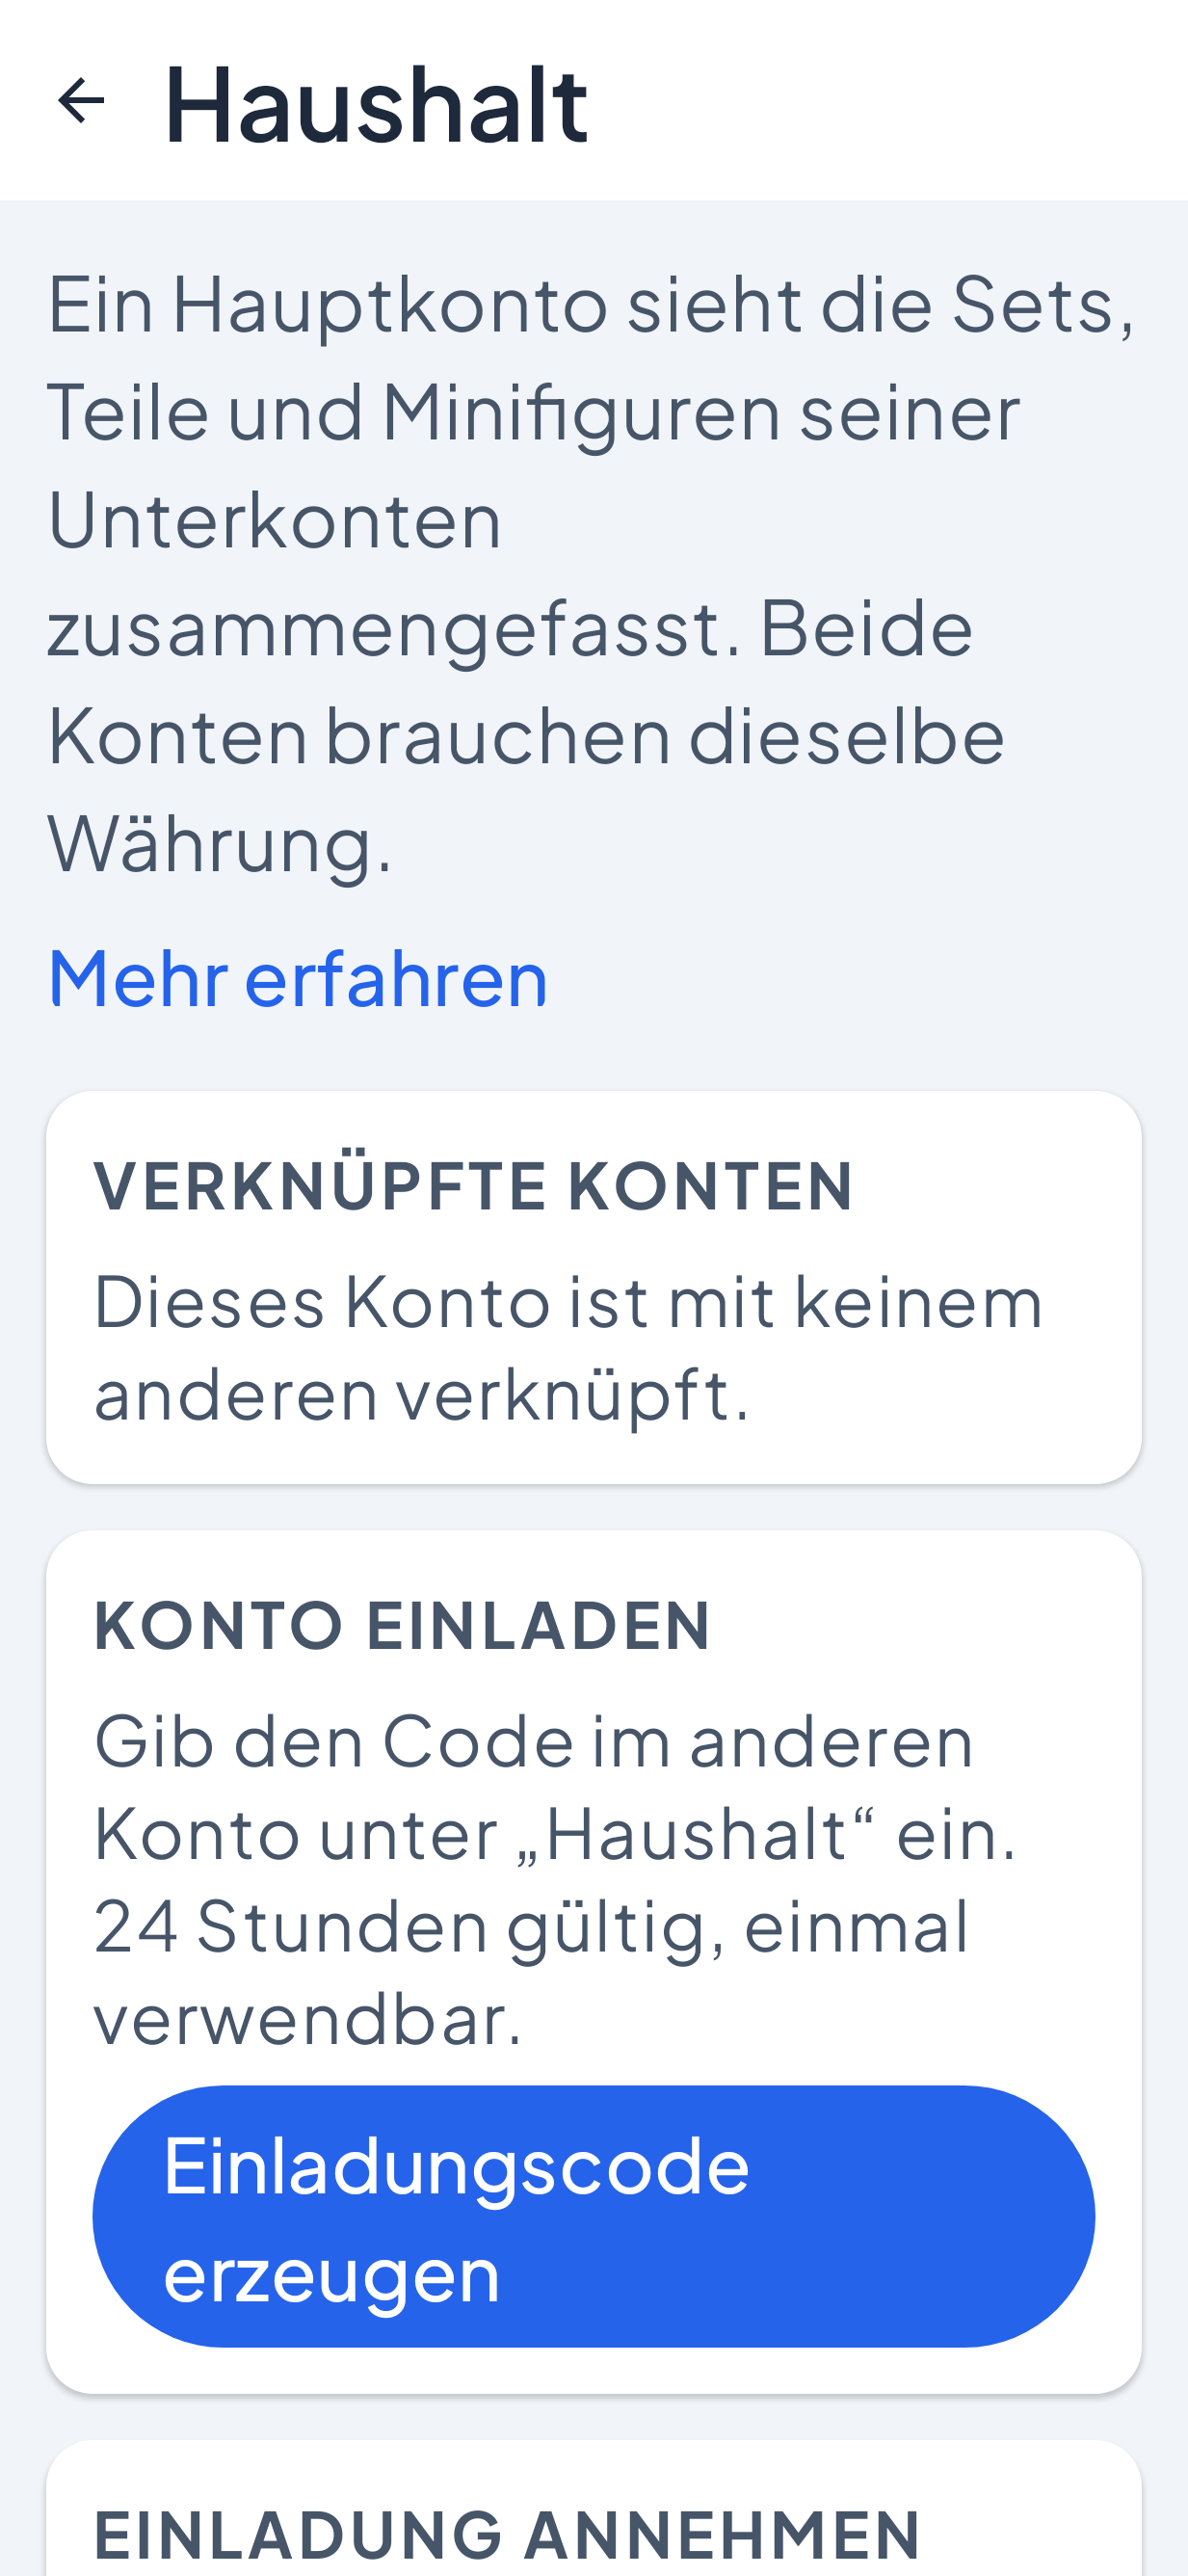 Haushalt
Ein Hauptkonto sieht die Sets,
Teile und Minifiguren seiner
Unterkonten
zusammengefasst. Beide
Konten brauchen dieselbe
Währung.
Mehr erfahren
VERKNÜPFTE KONTEN
Dieses Konto ist mit keinem
anderen verknüpft.
KONTO EINLADEN
Gib den Code im anderen
Konto unter „Haushalt“ ein.
24 Stunden gültig, einmal
verwendbar.
Einladungscode
erzeugen
EINLADUNG ANNEHMEN